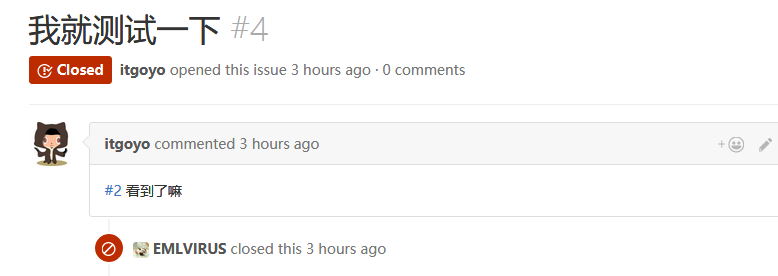 我就测试一下 #4
Closed itgoyo opened this issue 3 hours ago · 0 comments
itgoyo commented 3 hours ago
#2 看到了嘛
EMLVIRUS closed this 3 hours ago